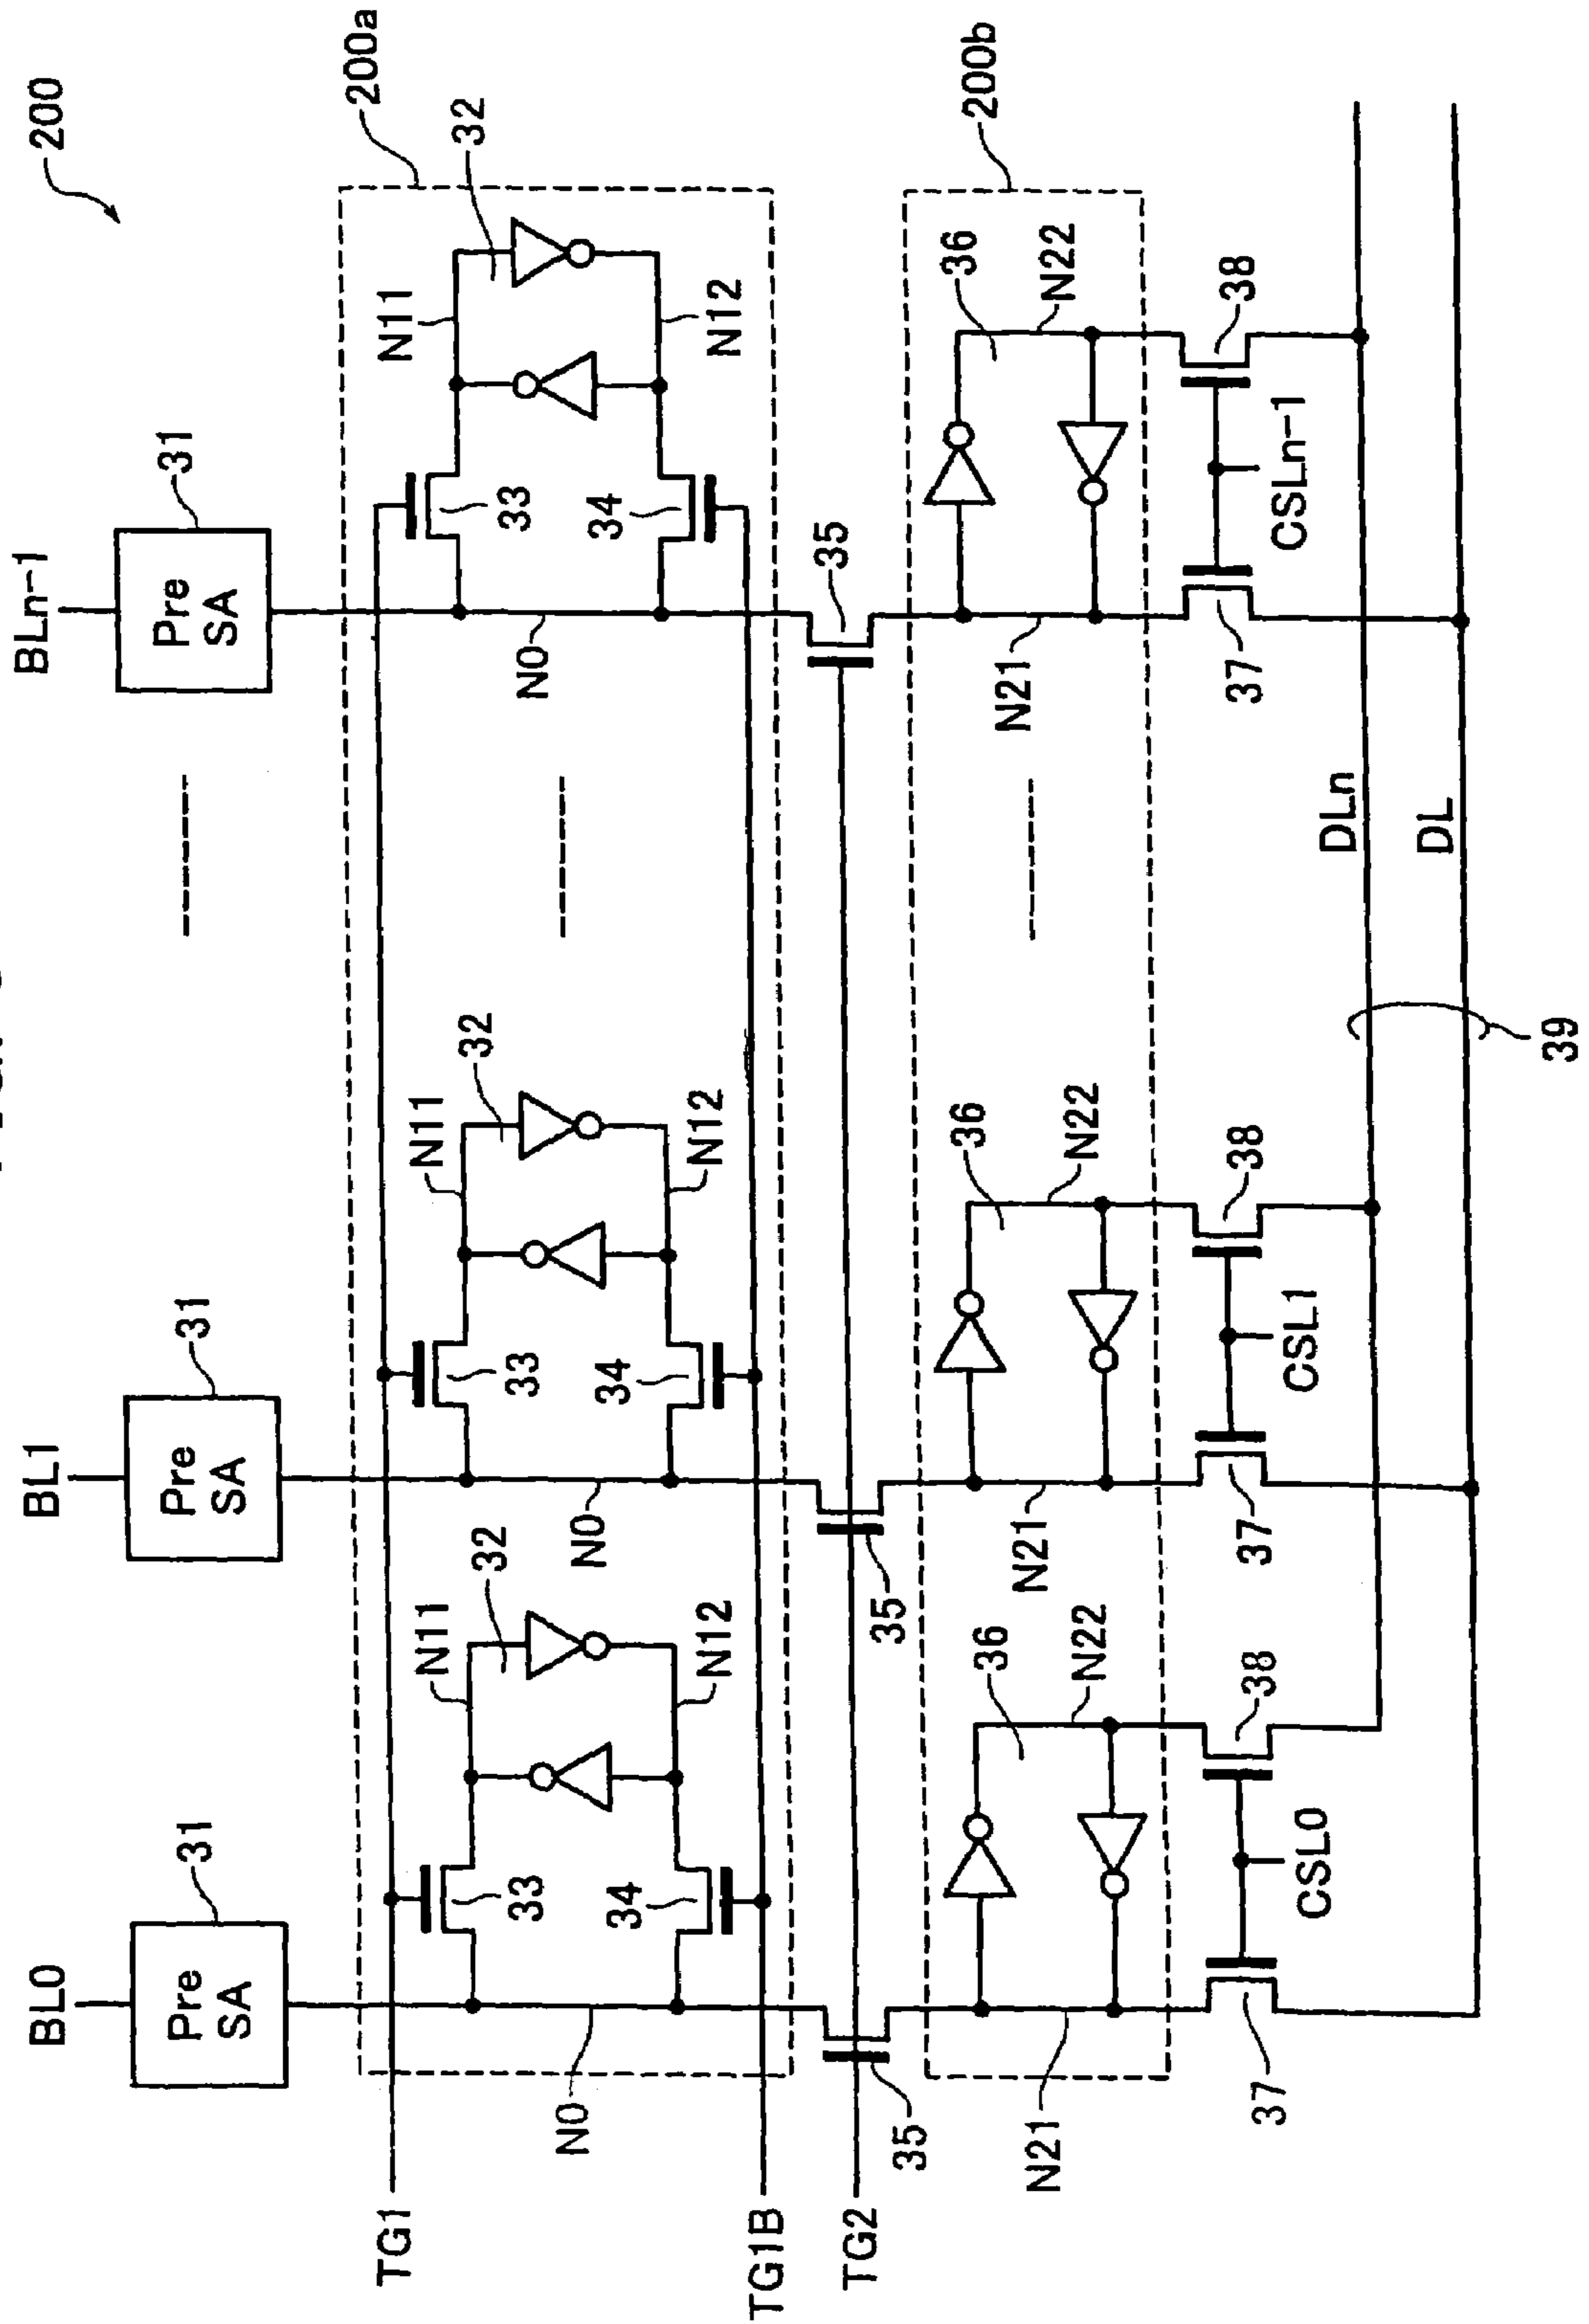 BL0
BL1
BLn-1
200
Pre SA
31
Pre SA
31
Pre SA
31
200a
TG1
N11
32
N11
32
N11
32
33
33
33
N0
N0
N0
34
34
34
N12
N12
N12
TG1B
TG2
35
35
35
200b
36
36
36
N21
N21
N21
N22
N22
N22
37
38
37
38
37
38
CSL0
CSL1
CSLn-1
DLn
DL
39